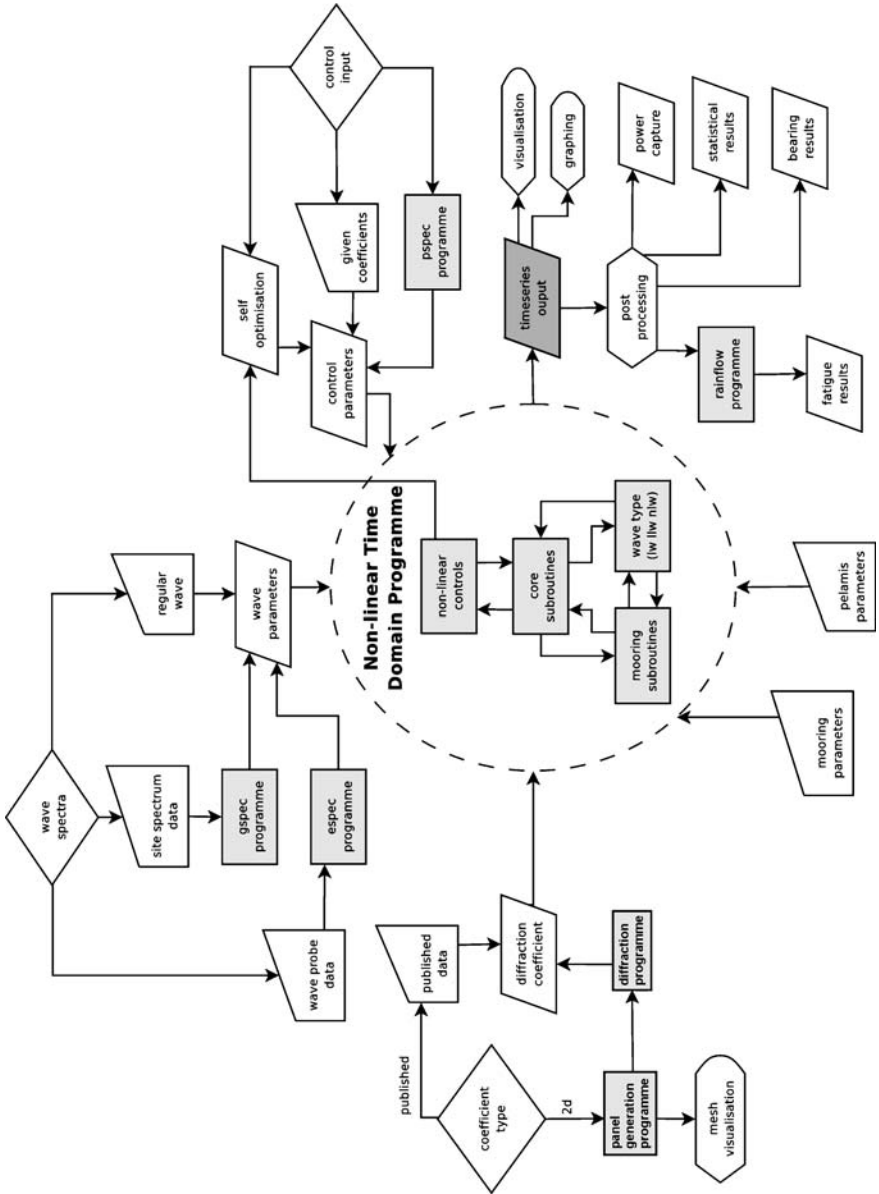 wave
spectra
regular
wave
site spectrum
data
wave probe
data
gspec
programme
espec
programme
wave
parameters
control
input
self
optimisation
given
coefficients
pspec
programme
control
parameters
published
coefficient
type
2d
published
data
diffraction
coefficient
panel
generation
programme
diffraction
programme
mesh
visualisation
Non-linear Time
Domain Programme
non-linear
controls
core
subroutines
mooring
subroutines
wave type
(lw llw nlw)
mooring
parameters
pelamis
parameters
timeseries
ouput
visualisation
graphing
post
processing
power
capture
statistical
results
bearing
results
rainflow
programme
fatigue
results